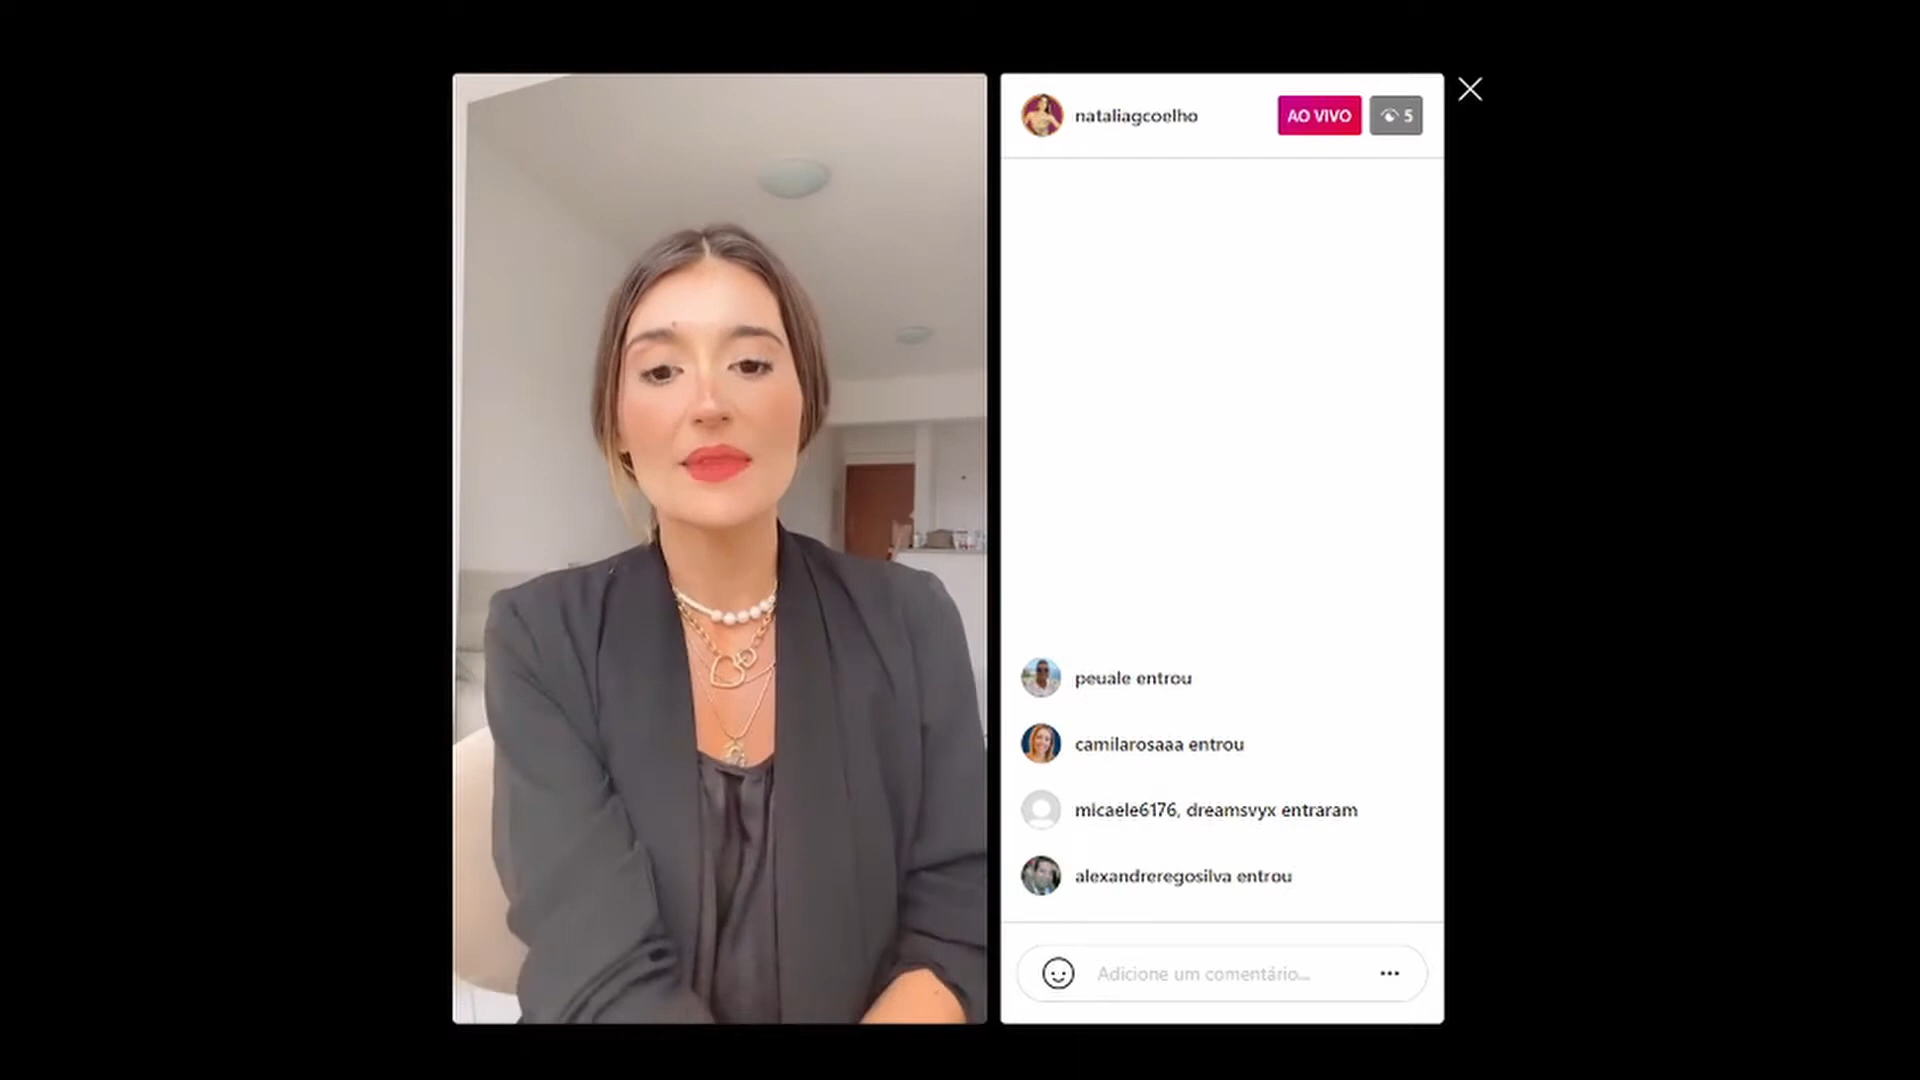 nataliagcoelho
AO VIVO
5
peuale entrou
camilarosaaa entrou
micaele6176, dreamsvyx entraram
alexandreregosilva entrou
Adicione um comentário...